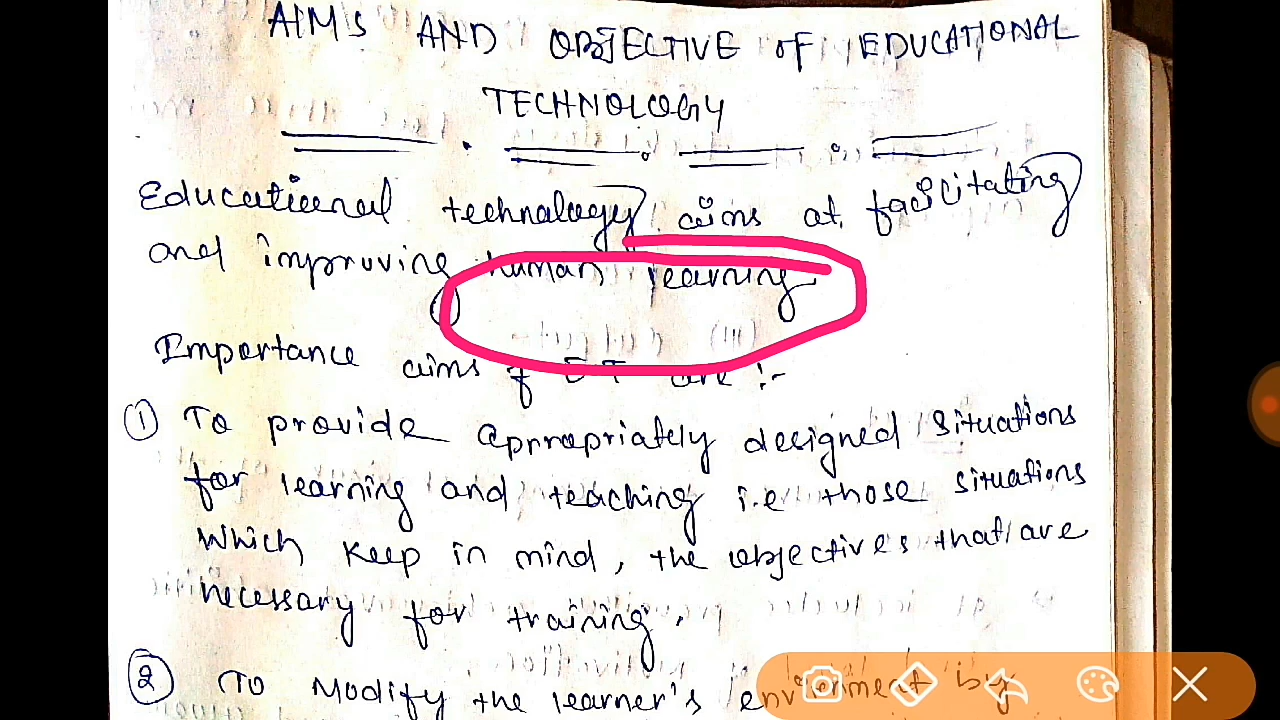 AIMS AND OBJECTIVE OF EDUCATIONAL
TECHNOLOGY
Educational technology aims at facilitating
and improving human learning
Importance aims of E.T are :-
① To provide appropriately designed situations
for learning and teaching i.e those situations
which keep in mind, the objectives that are
necessary for training.
② To Modify the learner's enviernment by